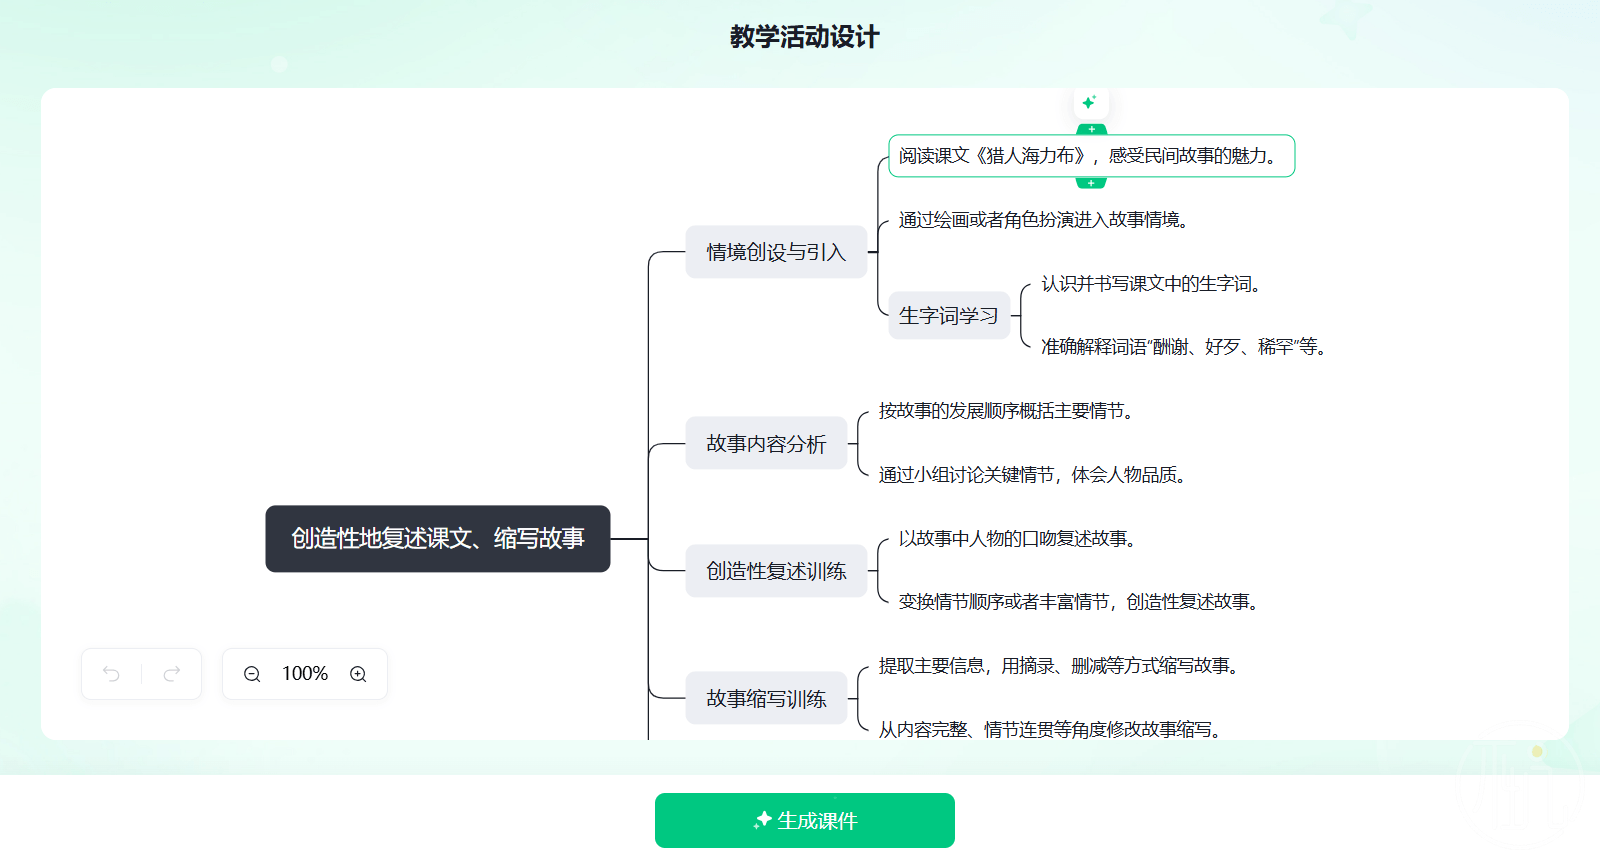 教学活动设计
阅读课文《猎人海力布》，感受民间故事的魅力。
通过绘画或者角色扮演进入故事情境。
情境创设与引入
认识并书写课文中的生字词。
生字词学习
准确解释词语“酬谢、好歹、稀罕”等。
按故事的发展顺序概括主要情节。
故事内容分析
通过小组讨论关键情节，体会人物品质。
创造性地复述课文、缩写故事
以故事中人物的口吻复述故事。
创造性复述训练
变换情节顺序或者丰富情节，创造性复述故事。
提取主要信息，用摘录、删减等方式缩写故事。
100%
故事缩写训练
从内容完整、情节连贯等角度修改故事缩写。
生成课件